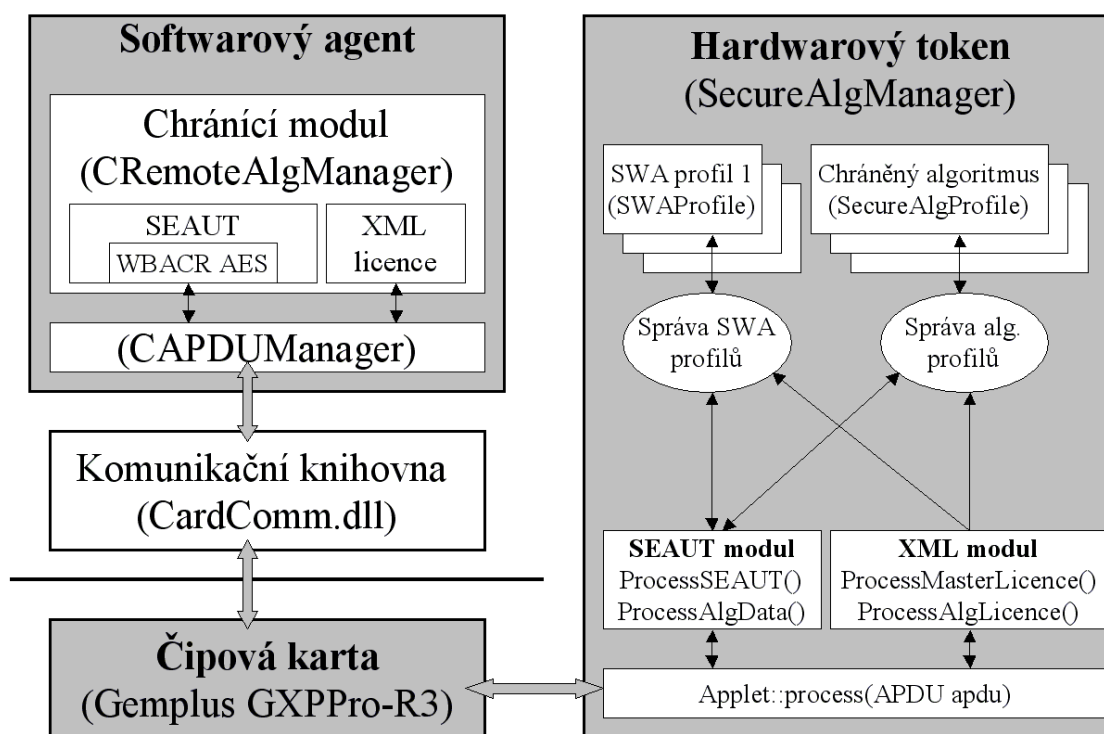 Softwarový agent
Chránící modul
(CRemoteAlgManager)
SEAUT
WBACR AES
XML
licence
(CAPDUManager)
Komunikační knihovna
(CardComm.dll)
Čipová karta
(Gemplus GXPPro-R3)
Hardwarový token
(SecureAlgManager)
SWA profil 1
(SWAProfile)
Chráněný algoritmus
(SecureAlgProfile)
Správa SWA
profilů
Správa alg.
profilů
SEAUT modul
ProcessSEAUT()
ProcessAlgData()
XML modul
ProcessMasterLicence()
ProcessAlgLicence()
Applet::process(APDU apdu)